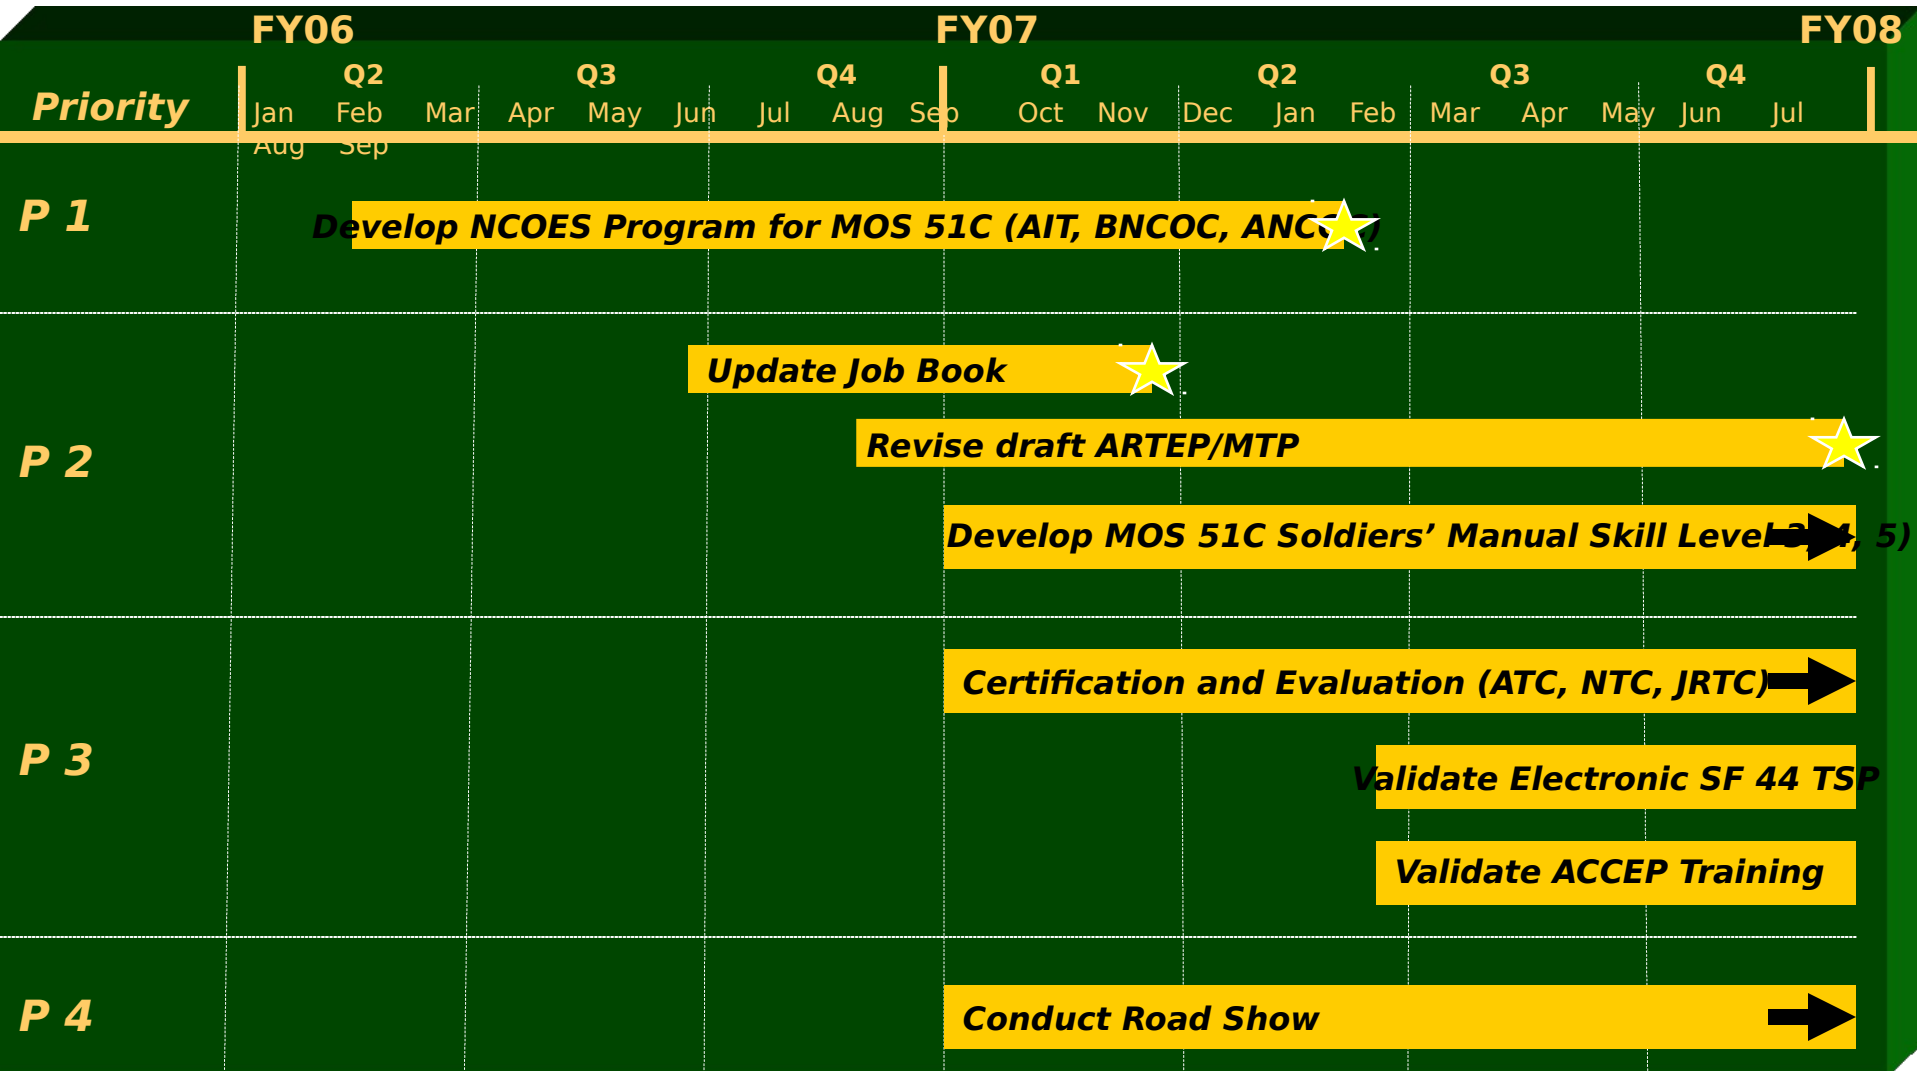 FY06 FY07 FY08
Q2 Q3 Q4 Q1 Q2 Q3 Q4
Priority Jan Feb Mar Apr May Jun Jul Aug Sep Oct Nov Dec Jan Feb Mar Apr May Jun Jul
Aug Sep
P 1
Develop NCOES Program for MOS 51C (AIT, BNCOC, ANCOC)
Update Job Book
Revise draft ARTEP/MTP
P 2
Develop MOS 51C Soldiers’ Manual Skill Level 3, 4, 5)
Certification and Evaluation (ATC, NTC, JRTC)
P 3
Validate Electronic SF 44 TSP
Validate ACCEP Training
P 4
Conduct Road Show